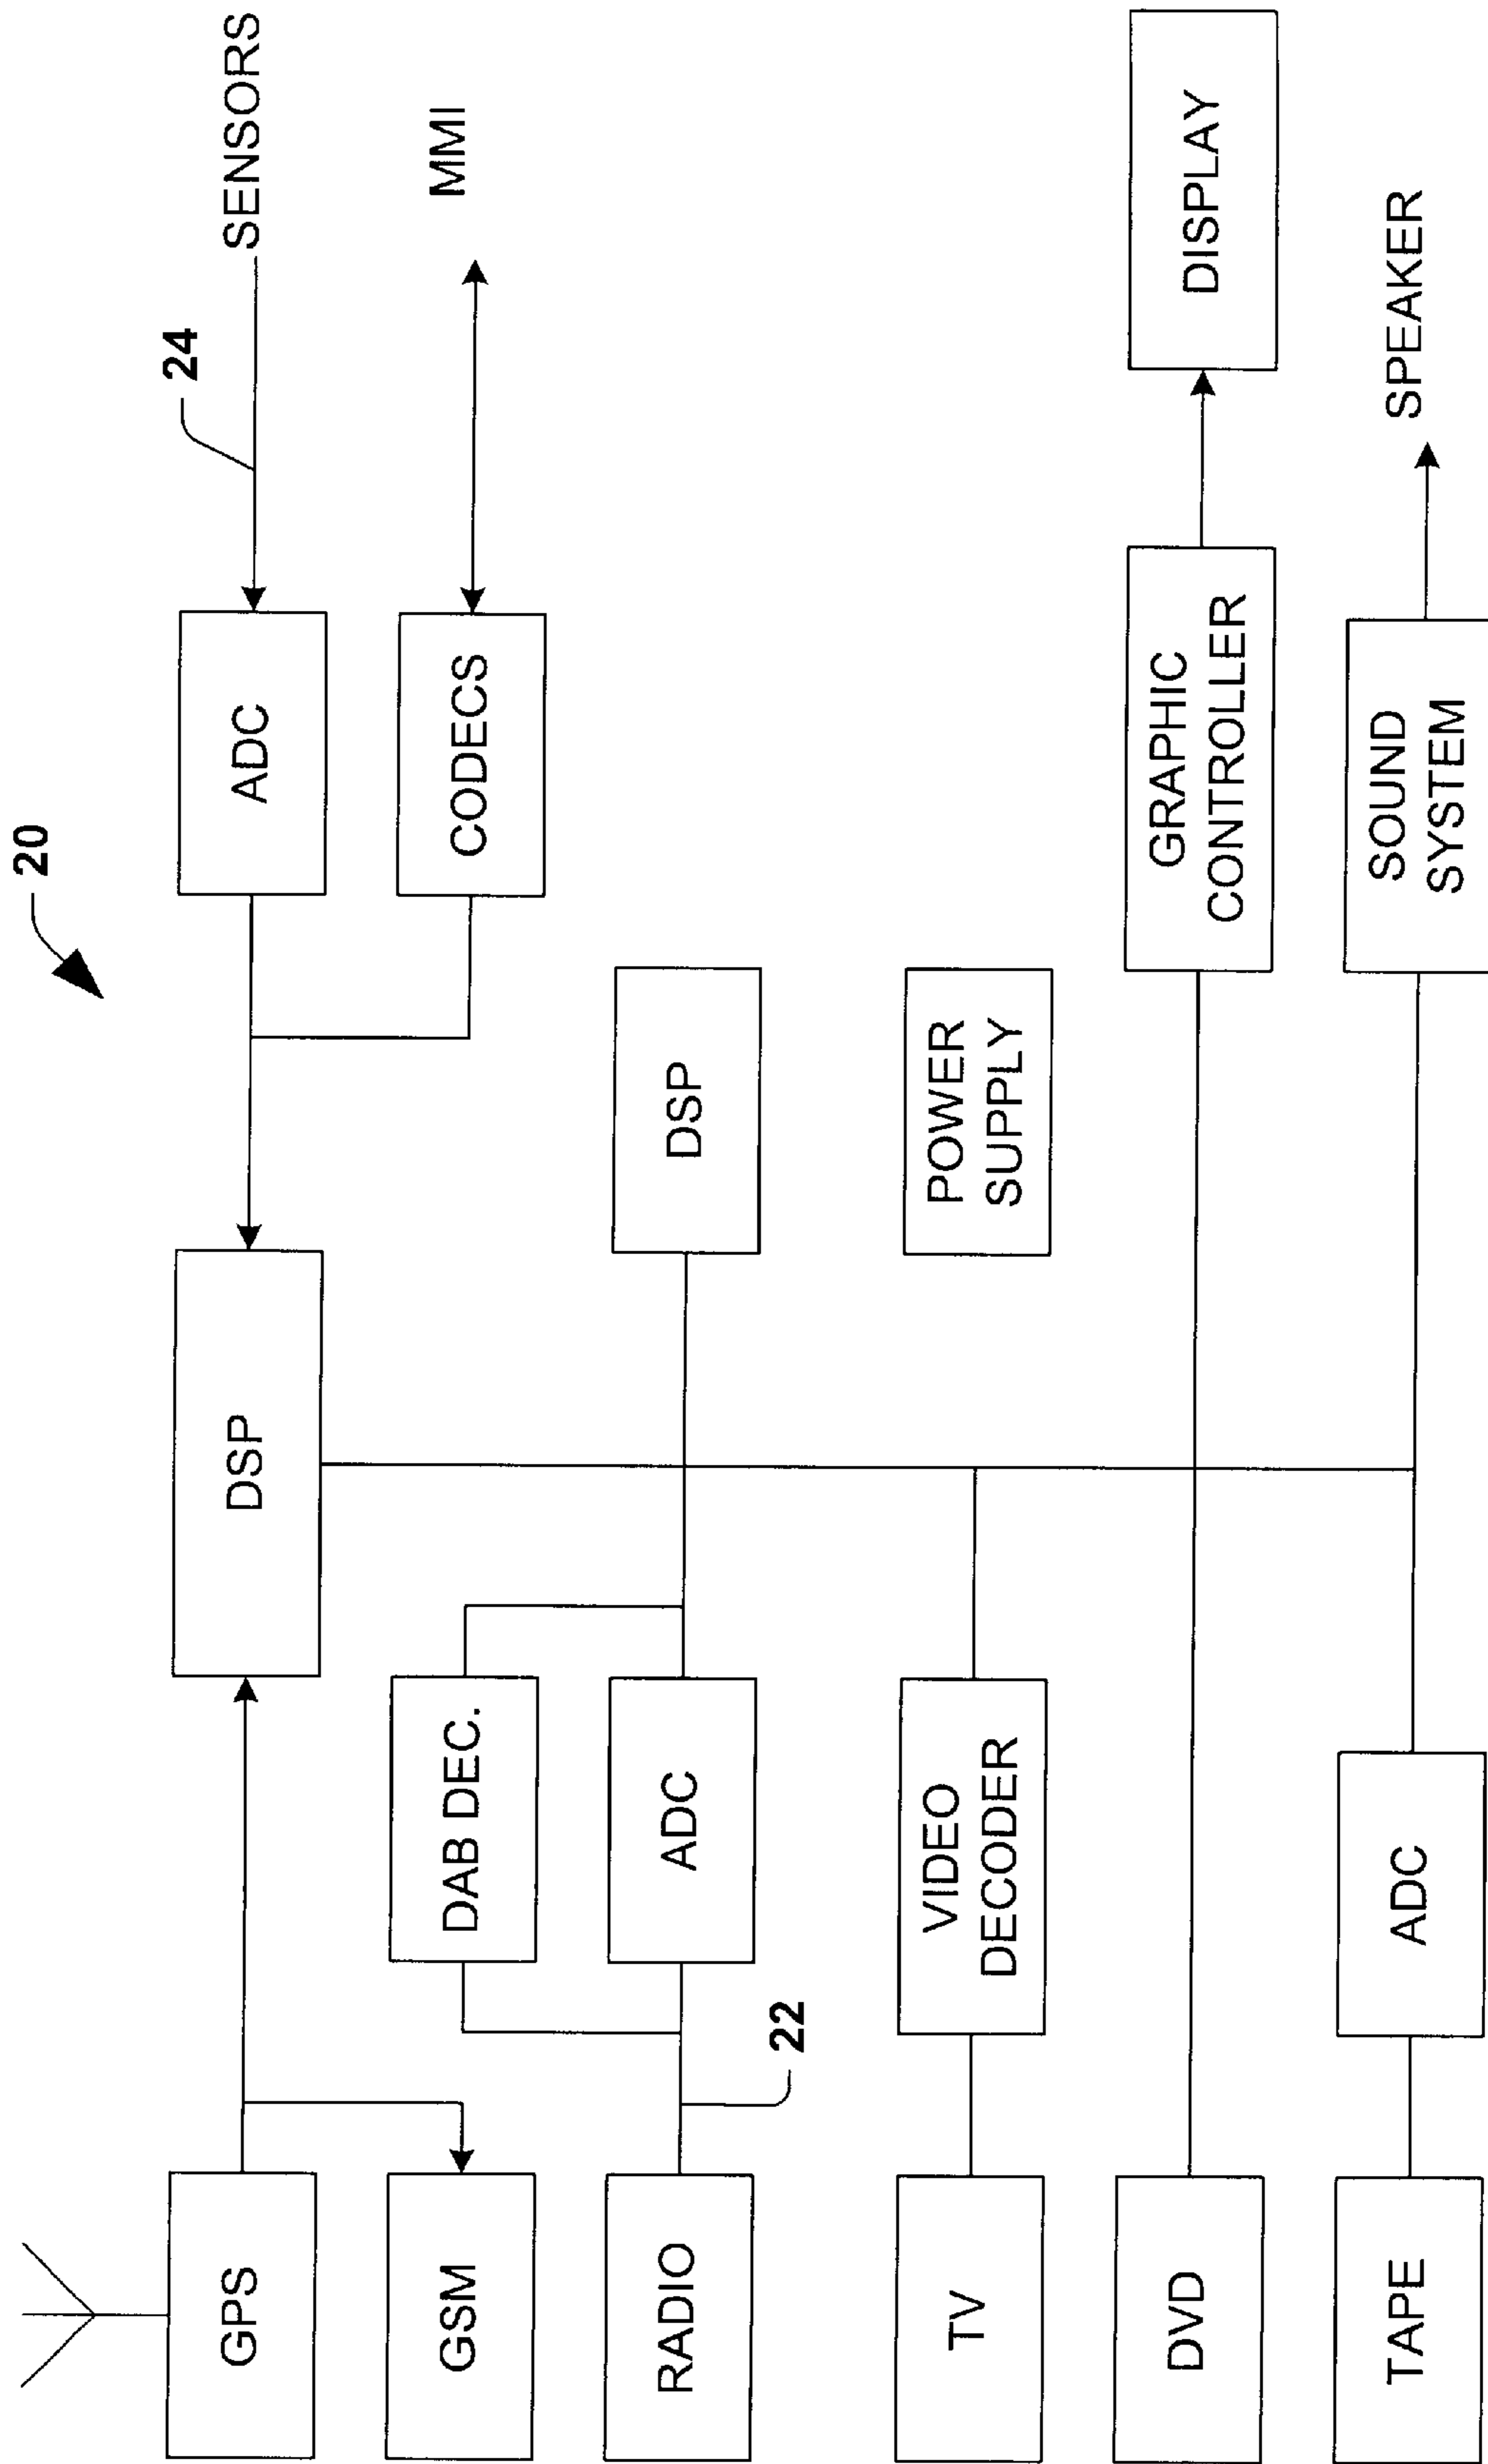 20
24
GPS
DSP
ADC
SENSORS
GSM
DAB DEC.
CODECS
MMI
RADIO
ADC
DSP
22
TV
VIDEO
DECODER
POWER
SUPPLY
DVD
GRAPHIC
CONTROLLER
DISPLAY
TAPE
ADC
SOUND
SYSTEM
SPEAKER